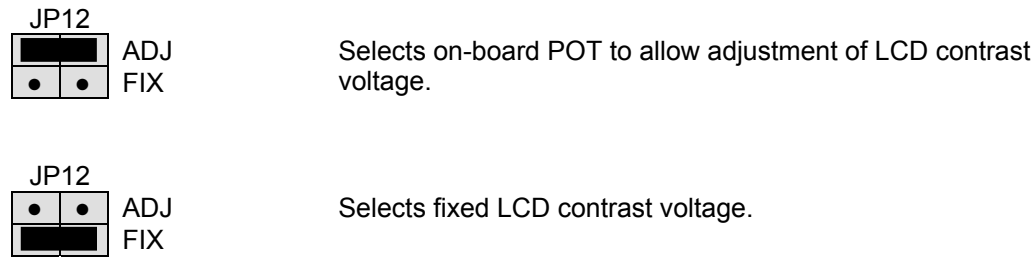 JP12
ADJ
FIX
Selects on-board POT to allow adjustment of LCD contrast
voltage.
JP12
ADJ
FIX
Selects fixed LCD contrast voltage.